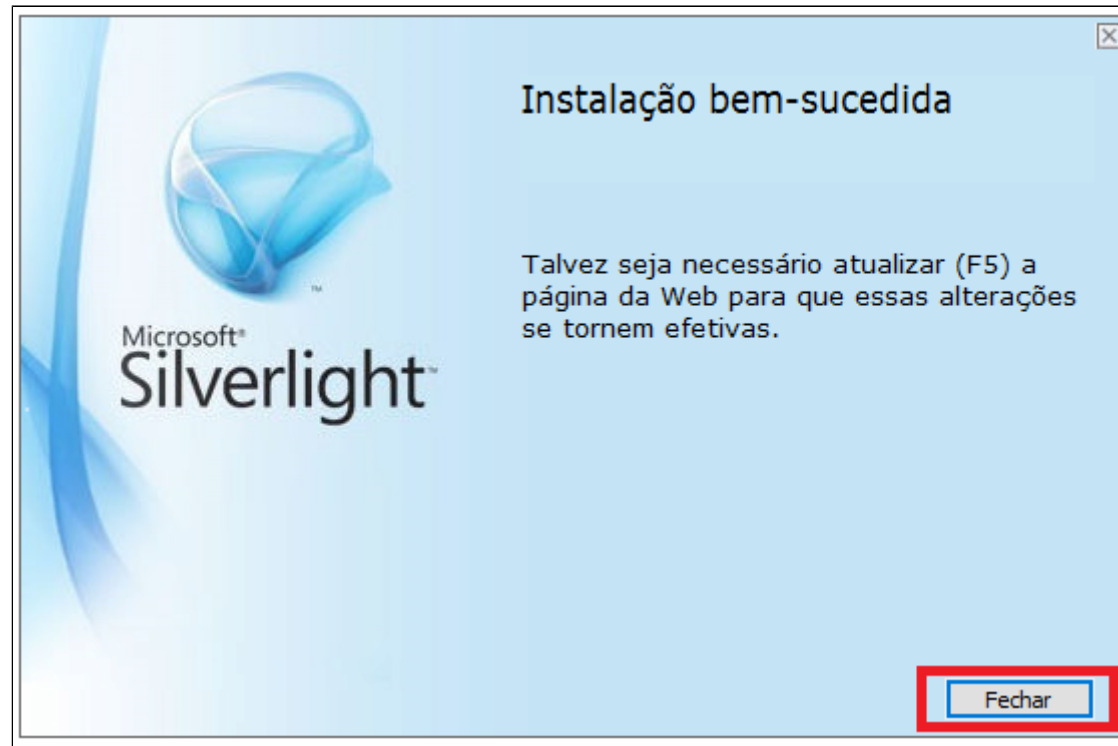 Instalação bem-sucedida
Talvez seja necessário atualizar (F5) a
página da Web para que essas alterações
se tornem efetivas.
TM
Microsoft®
Silverlight™
Fechar